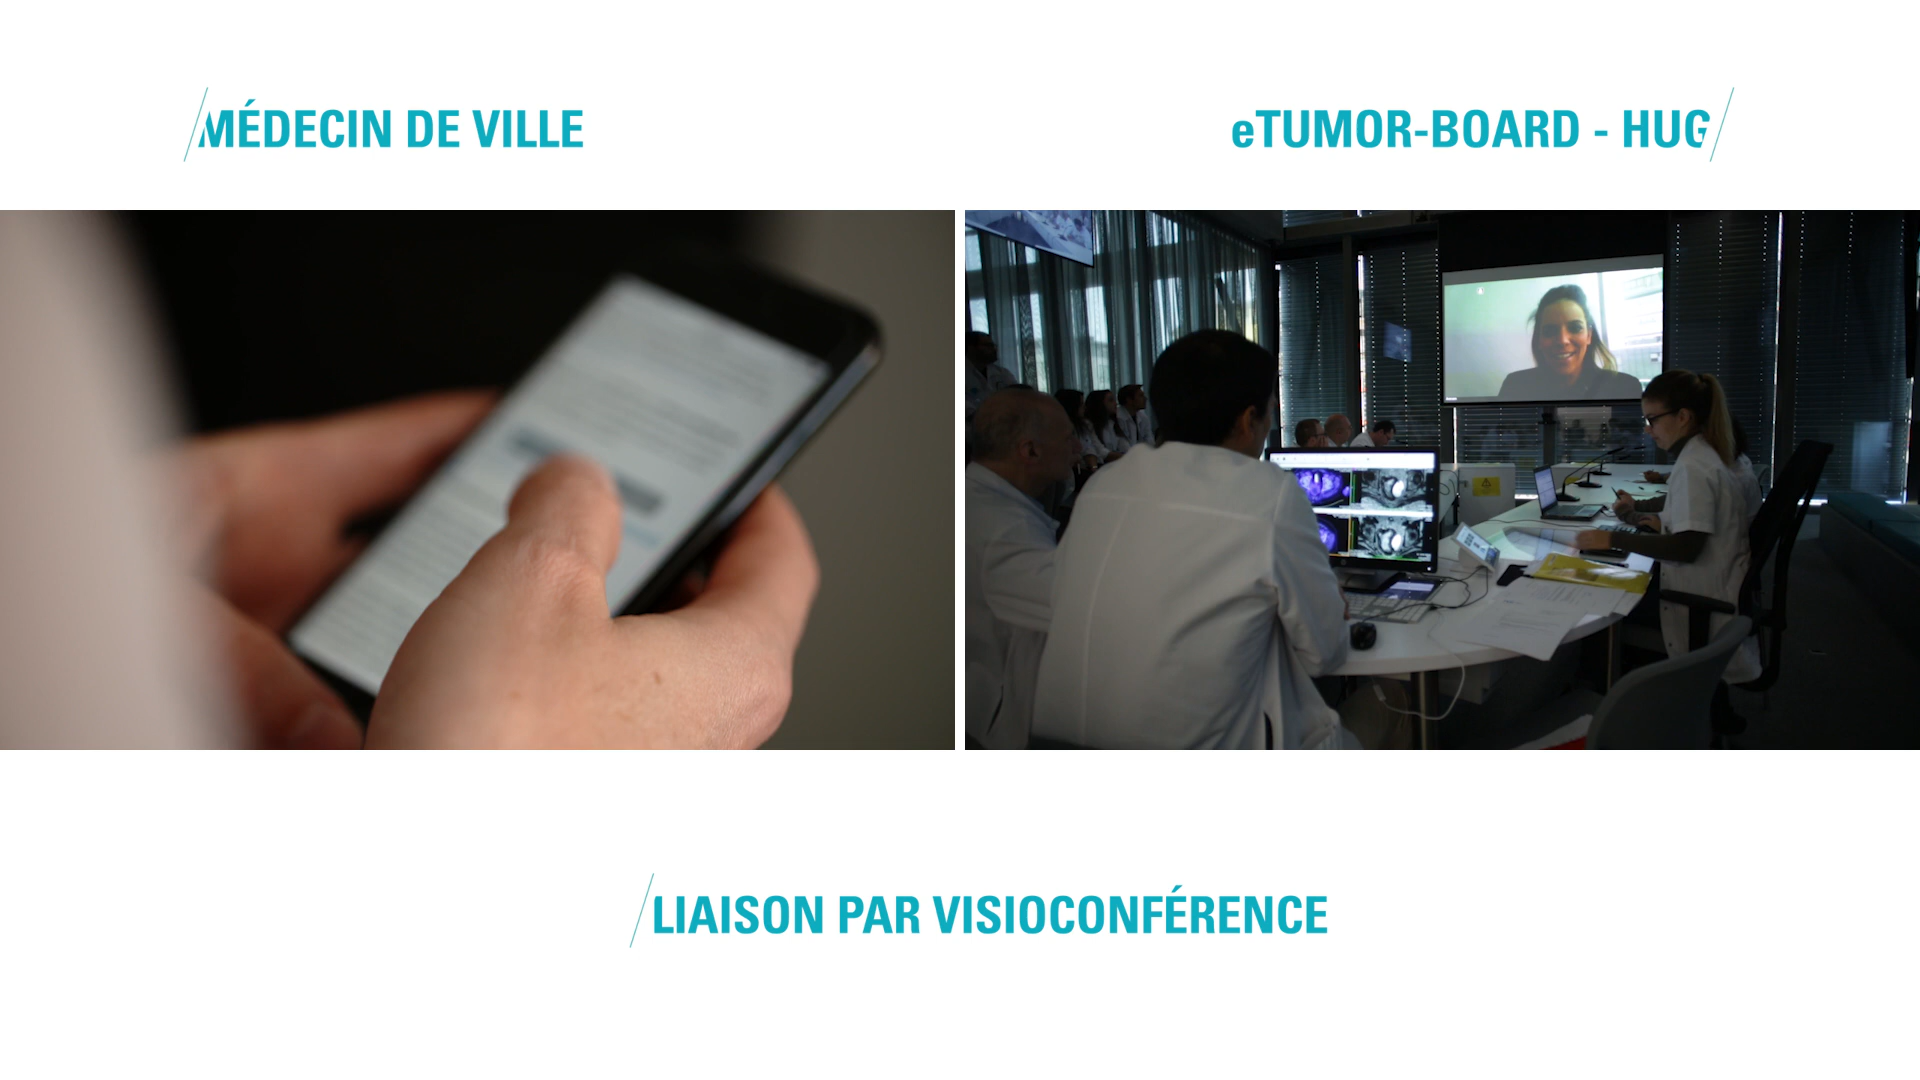 MÉDECIN DE VILLE
eTUMOR-BOARD - HUG
LIAISON PAR VISIOCONFÉRENCE